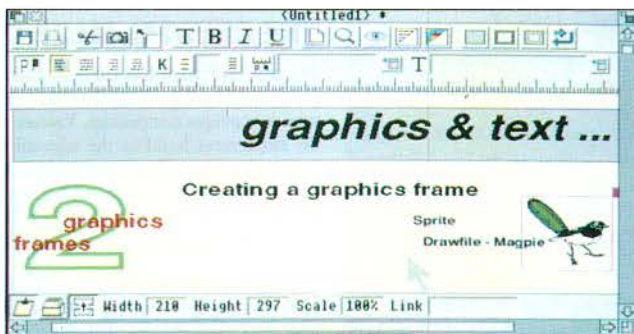 <Untitled1> *
T B I U
K T
graphics & text ...
Creating a graphics frame
2
graphics
frames
Sprite
Drawfile - Magpie
Width 210 Height 297 Scale 100% Link